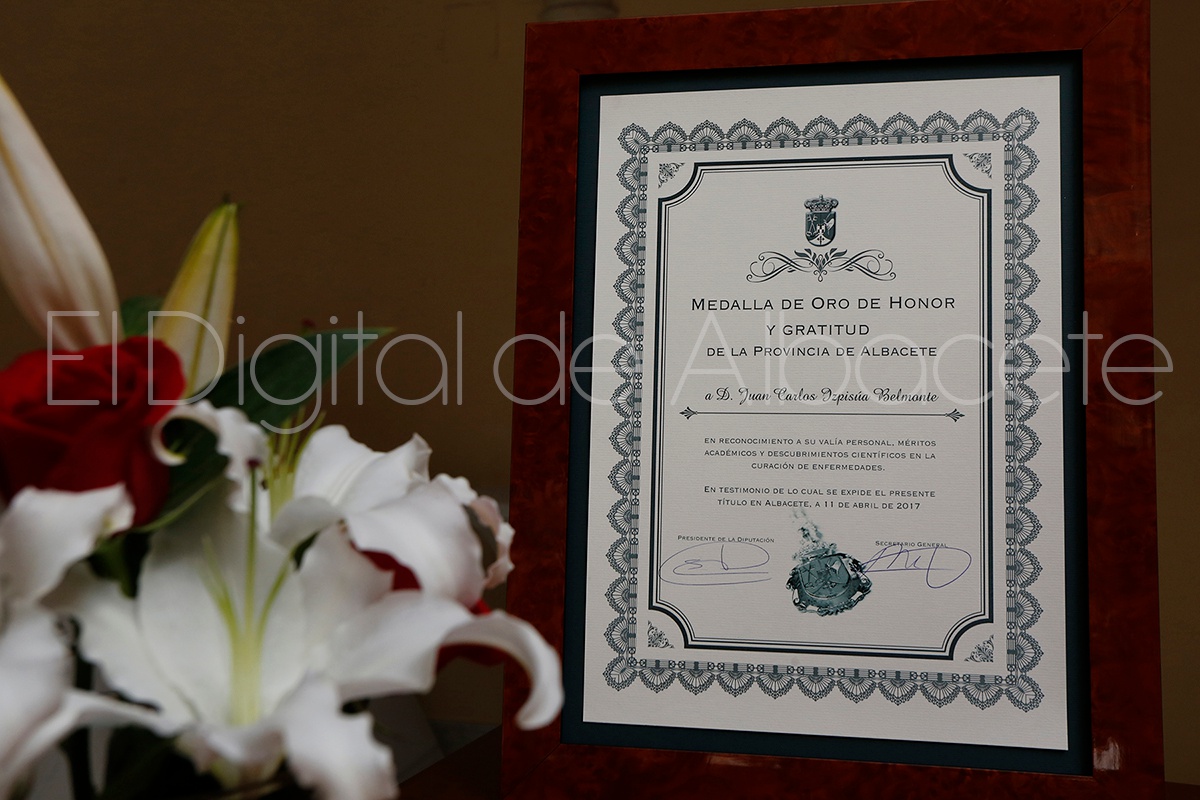 Medalla de Oro de Honor
y gratitud
de la Provincia de Albacete
a D. Juan Carlos Izpisúa Belmonte
en reconocimiento a su valía personal, méritos
académicos y descubrimientos científicos en la
curación de enfermedades.
En testimonio de lo cual se expide el presente
título en Albacete, a 11 de abril de 2017
Presidente de la Diputación
Secretario General
El Digital de Albacete